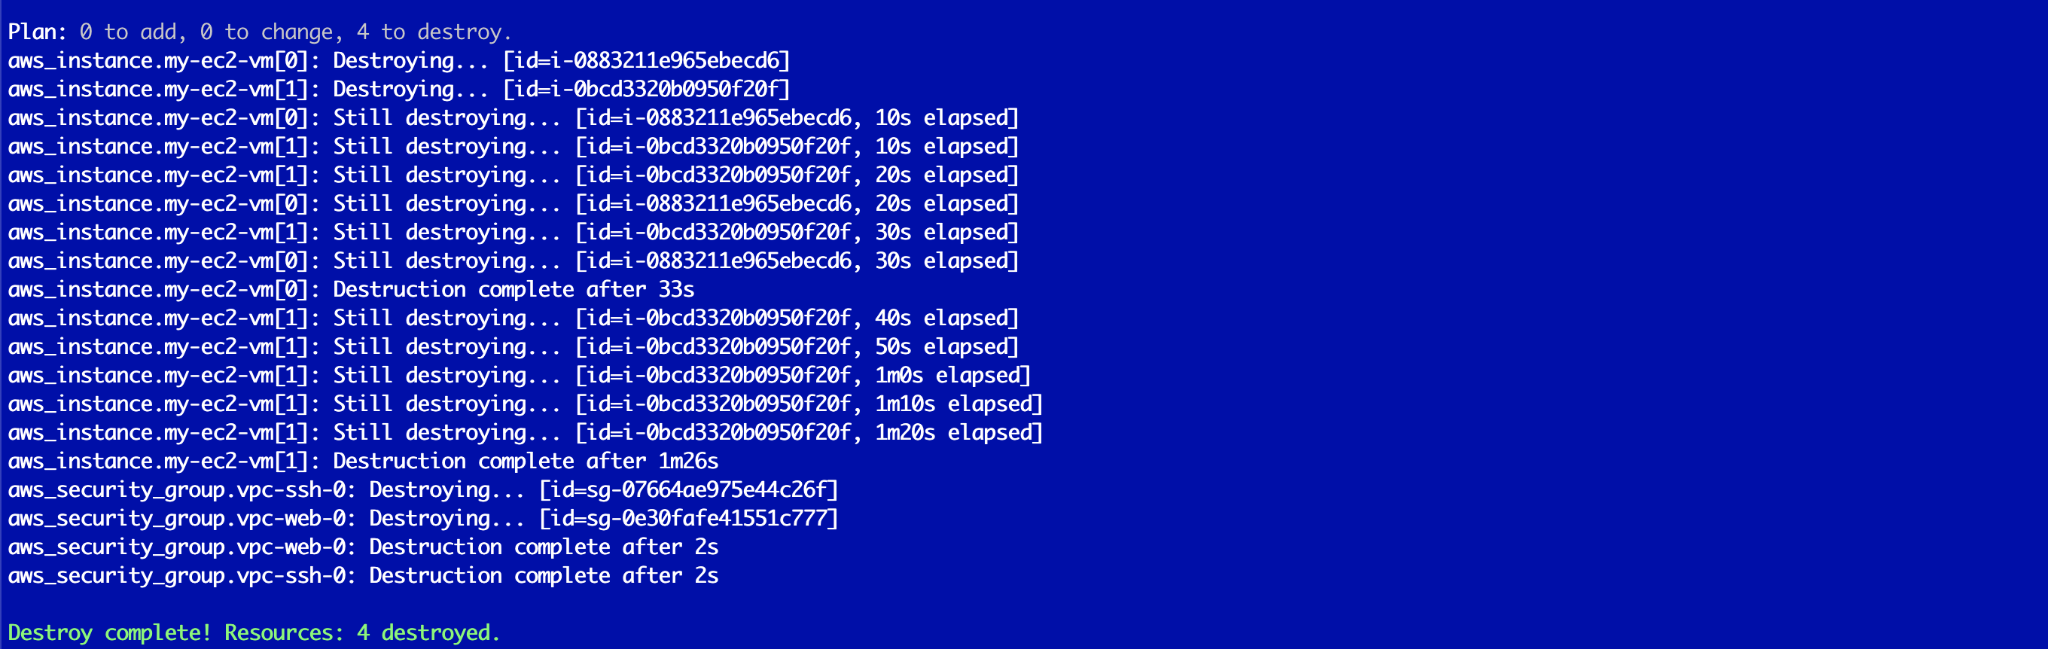 Plan: 0 to add, 0 to change, 4 to destroy.
aws_instance.my-ec2-vm[0]: Destroying... [id=i-0883211e965ebecd6]
aws_instance.my-ec2-vm[1]: Destroying... [id=i-0bcd3320b0950f20f]
aws_instance.my-ec2-vm[0]: Still destroying... [id=i-0883211e965ebecd6, 10s elapsed]
aws_instance.my-ec2-vm[1]: Still destroying... [id=i-0bcd3320b0950f20f, 10s elapsed]
aws_instance.my-ec2-vm[1]: Still destroying... [id=i-0bcd3320b0950f20f, 20s elapsed]
aws_instance.my-ec2-vm[0]: Still destroying... [id=i-0883211e965ebecd6, 20s elapsed]
aws_instance.my-ec2-vm[1]: Still destroying... [id=i-0bcd3320b0950f20f, 30s elapsed]
aws_instance.my-ec2-vm[0]: Still destroying... [id=i-0883211e965ebecd6, 30s elapsed]
aws_instance.my-ec2-vm[0]: Destruction complete after 33s
aws_instance.my-ec2-vm[1]: Still destroying... [id=i-0bcd3320b0950f20f, 40s elapsed]
aws_instance.my-ec2-vm[1]: Still destroying... [id=i-0bcd3320b0950f20f, 50s elapsed]
aws_instance.my-ec2-vm[1]: Still destroying... [id=i-0bcd3320b0950f20f, 1m0s elapsed]
aws_instance.my-ec2-vm[1]: Still destroying... [id=i-0bcd3320b0950f20f, 1m10s elapsed]
aws_instance.my-ec2-vm[1]: Still destroying... [id=i-0bcd3320b0950f20f, 1m20s elapsed]
aws_instance.my-ec2-vm[1]: Destruction complete after 1m26s
aws_security_group.vpc-ssh-0: Destroying... [id=sg-07664ae975e44c26f]
aws_security_group.vpc-web-0: Destroying... [id=sg-0e30fafe41551c777]
aws_security_group.vpc-web-0: Destruction complete after 2s
aws_security_group.vpc-ssh-0: Destruction complete after 2s
Destroy complete! Resources: 4 destroyed.